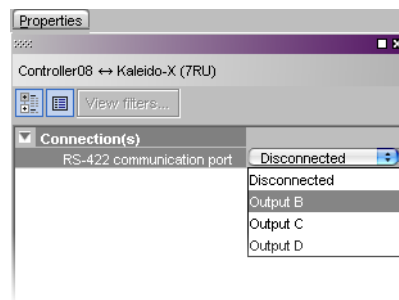 Properties
Controller08 ↔ Kaleido-X (7RU)
View filters...
Connection(s)
RS-422 communication port Disconnected
Disconnected
Output B
Output C
Output D